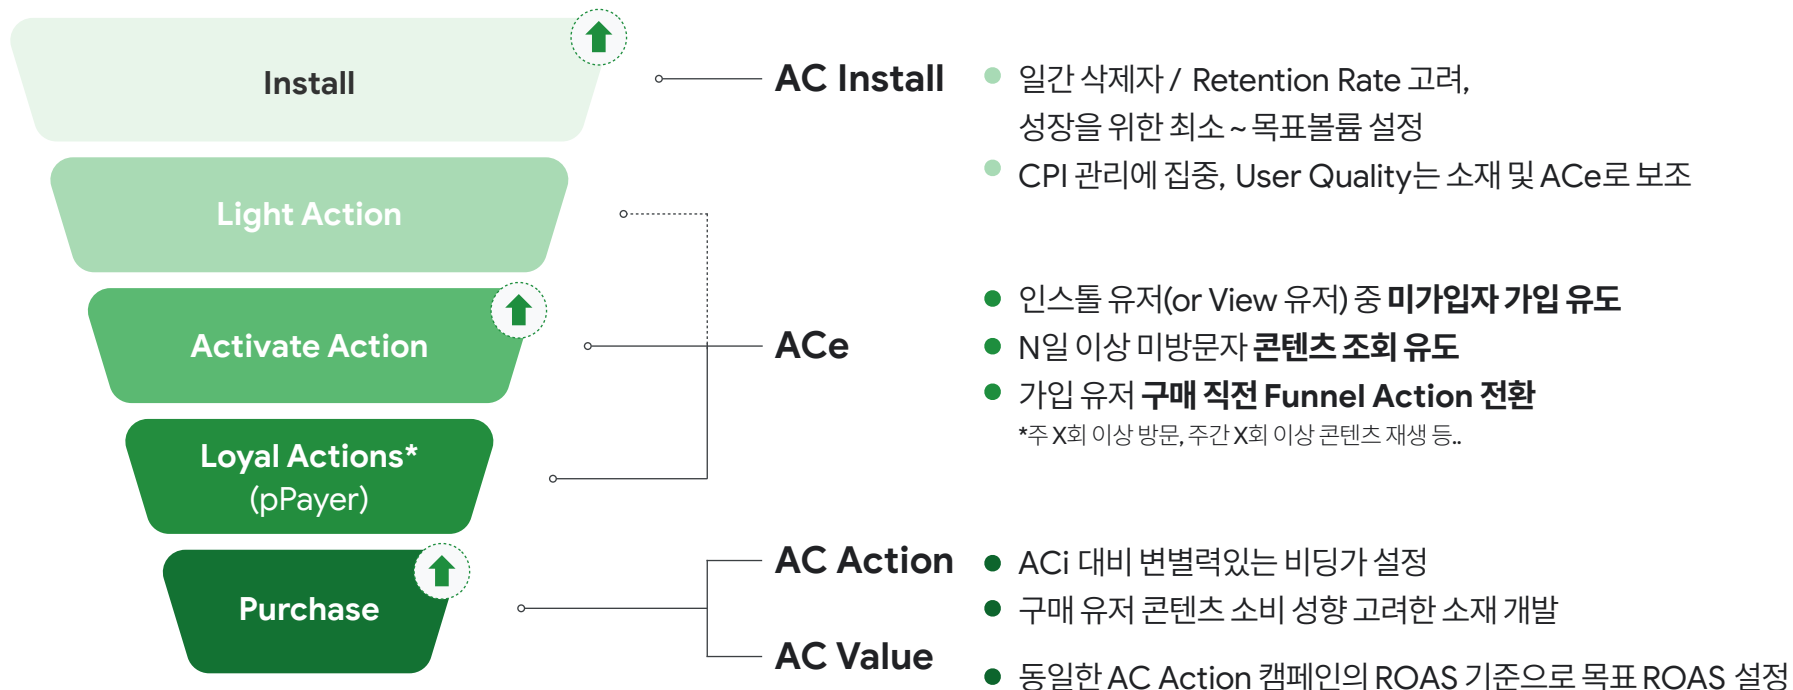 Install
AC Install
일간 삭제자 / Retention Rate 고려,
성장을 위한 최소 ~ 목표볼륨 설정
CPI 관리에 집중, User Quality는 소재 및 ACe로 보조
Light Action
Activate Action
Loyal Actions*
(pPayer)
ACe
인스톨 유저(or View 유저) 중 미가입자 가입 유도
N일 이상 미방문자 콘텐츠 조회 유도
가입 유저 구매 직전 Funnel Action 전환
*주 X회 이상 방문, 주간 X회 이상 콘텐츠 재생 등..
Purchase
AC Action
ACi 대비 변별력있는 비딩가 설정
구매 유저 콘텐츠 소비 성향 고려한 소재 개발
AC Value
동일한 AC Action 캠페인의 ROAS 기준으로 목표 ROAS 설정